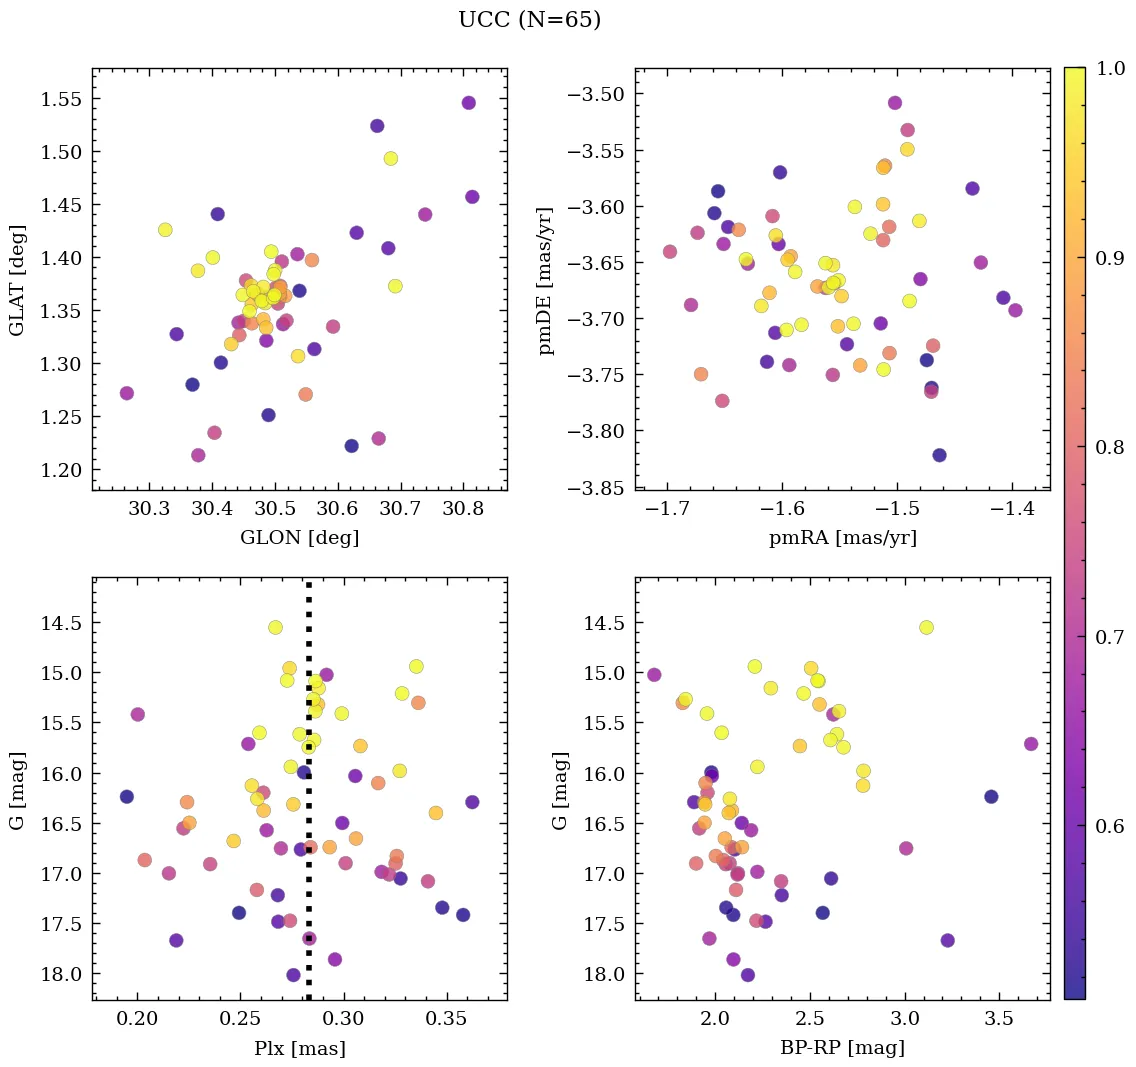 UCC (N=65)
1.55
1.50
1.45
1.40
1.35
1.30
1.25
1.20
GLAT [deg]
30.3 30.4 30.5 30.6 30.7 30.8
GLON [deg]
−3.50
−3.55
−3.60
−3.65
−3.70
−3.75
−3.80
−3.85
pmDE [mas/yr]
−1.7 −1.6 −1.5 −1.4
pmRA [mas/yr]
14.5
15.0
15.5
16.0
16.5
17.0
17.5
18.0
G [mag]
0.20 0.25 0.30 0.35
Plx [mas]
14.5
15.0
15.5
16.0
16.5
17.0
17.5
18.0
G [mag]
2.0 2.5 3.0 3.5
BP-RP [mag]
1.0
0.9
0.8
0.7
0.6